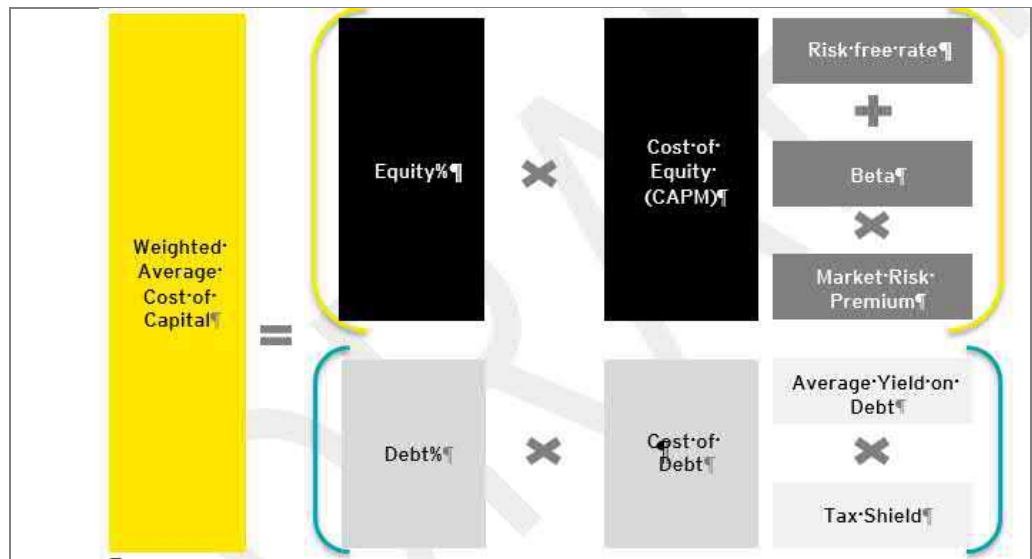 Weighted·
Average·
Cost·of·
Capital¶
=
Equity%¶
×
Cost·of·
Equity·
(CAPM)¶
Risk·free·rate¶
+
Beta¶
×
Market·Risk·
Premium¶
Debt%¶
×
Cost·of·
¶
Debt¶
Average·Yield·on·
Debt¶
×
Tax·Shield¶